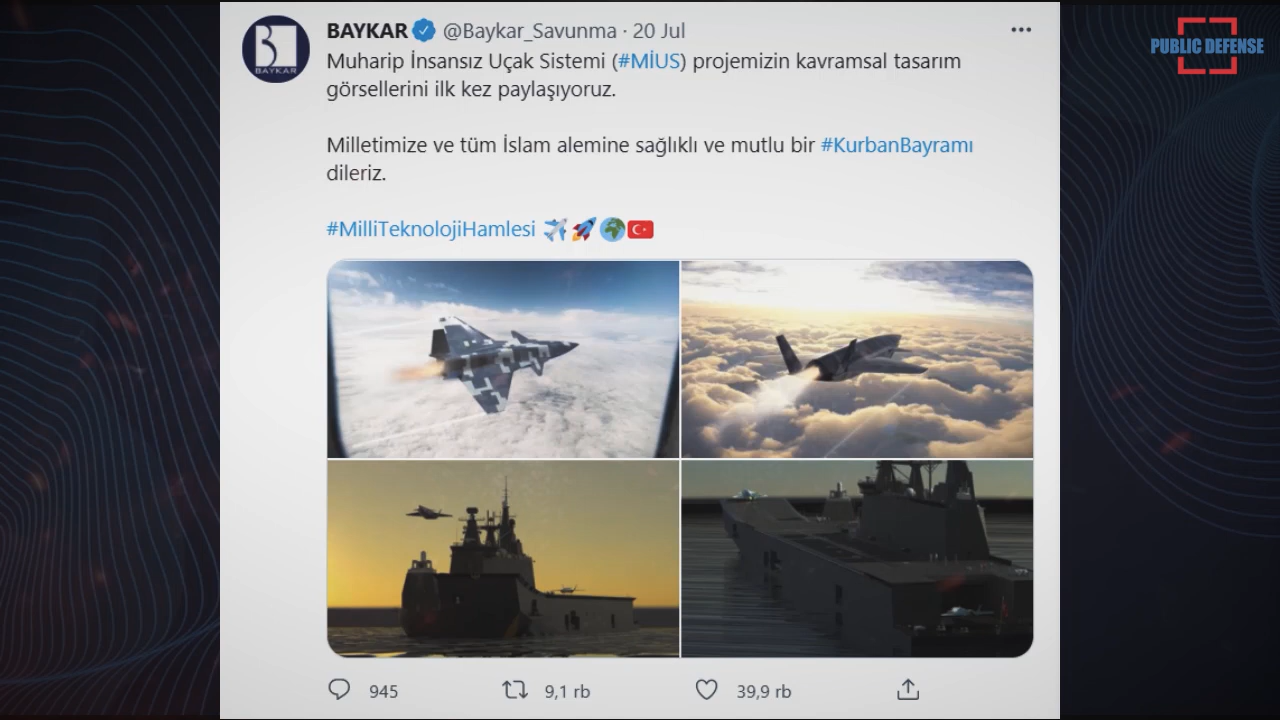 BAYKAR @Baykar_Savunma · 20 Jul
PUBLIC DEFENSE
BAYKAR
Muharip İnsansız Uçak Sistemi (#MİUS) projemizin kavramsal tasarım
görsellerini ilk kez paylaşıyoruz.
Milletimize ve tüm İslam alemine sağlıklı ve mutlu bir #KurbanBayramı
dileriz.
#MilliTeknolojiHamlesi
945 9,1 rb 39,9 rb